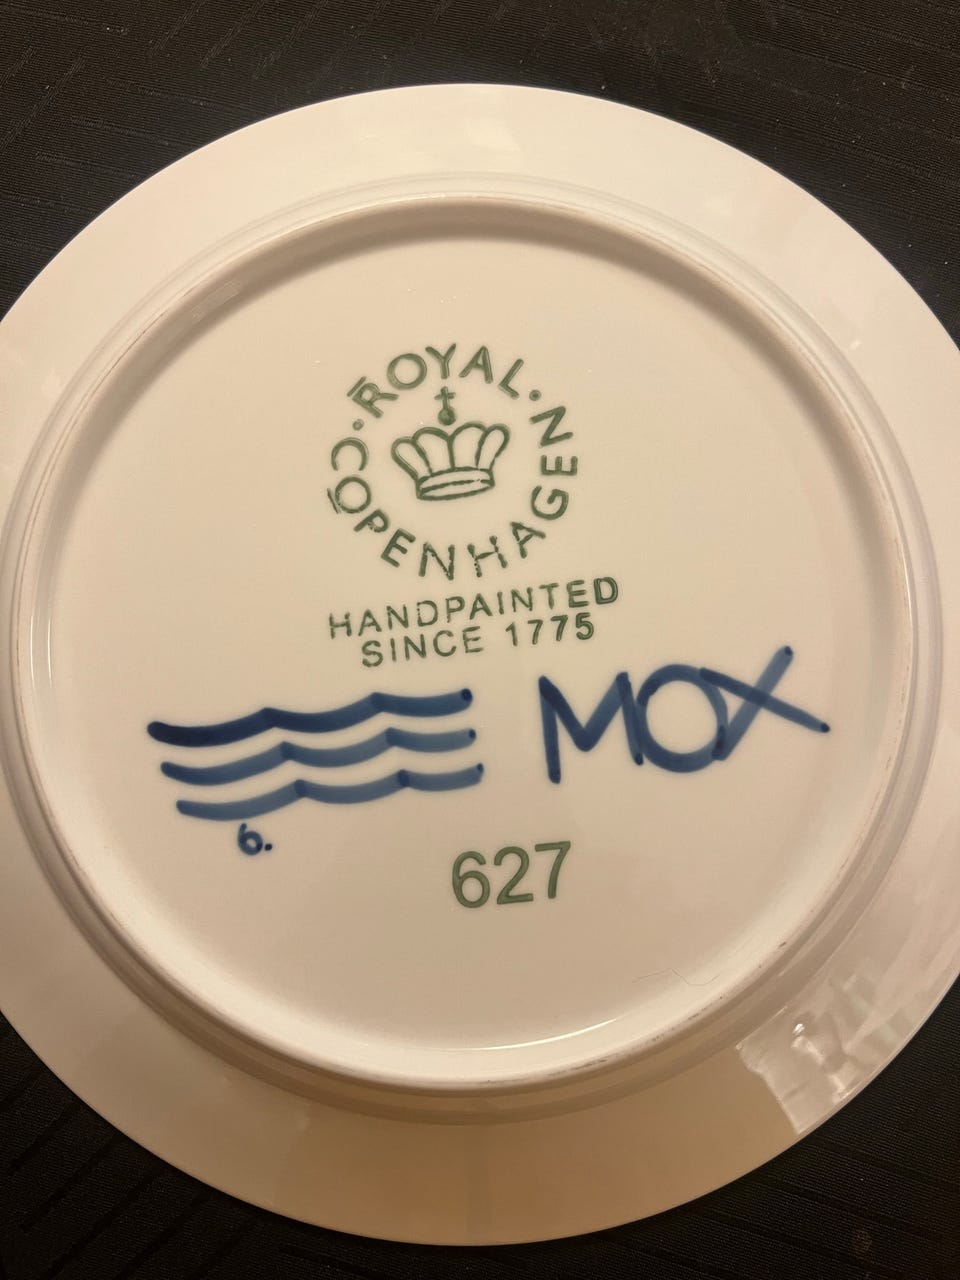 ROYAL · COPENHAGEN ·
HANDPAINTED
SINCE 1775
MOX
6.
627